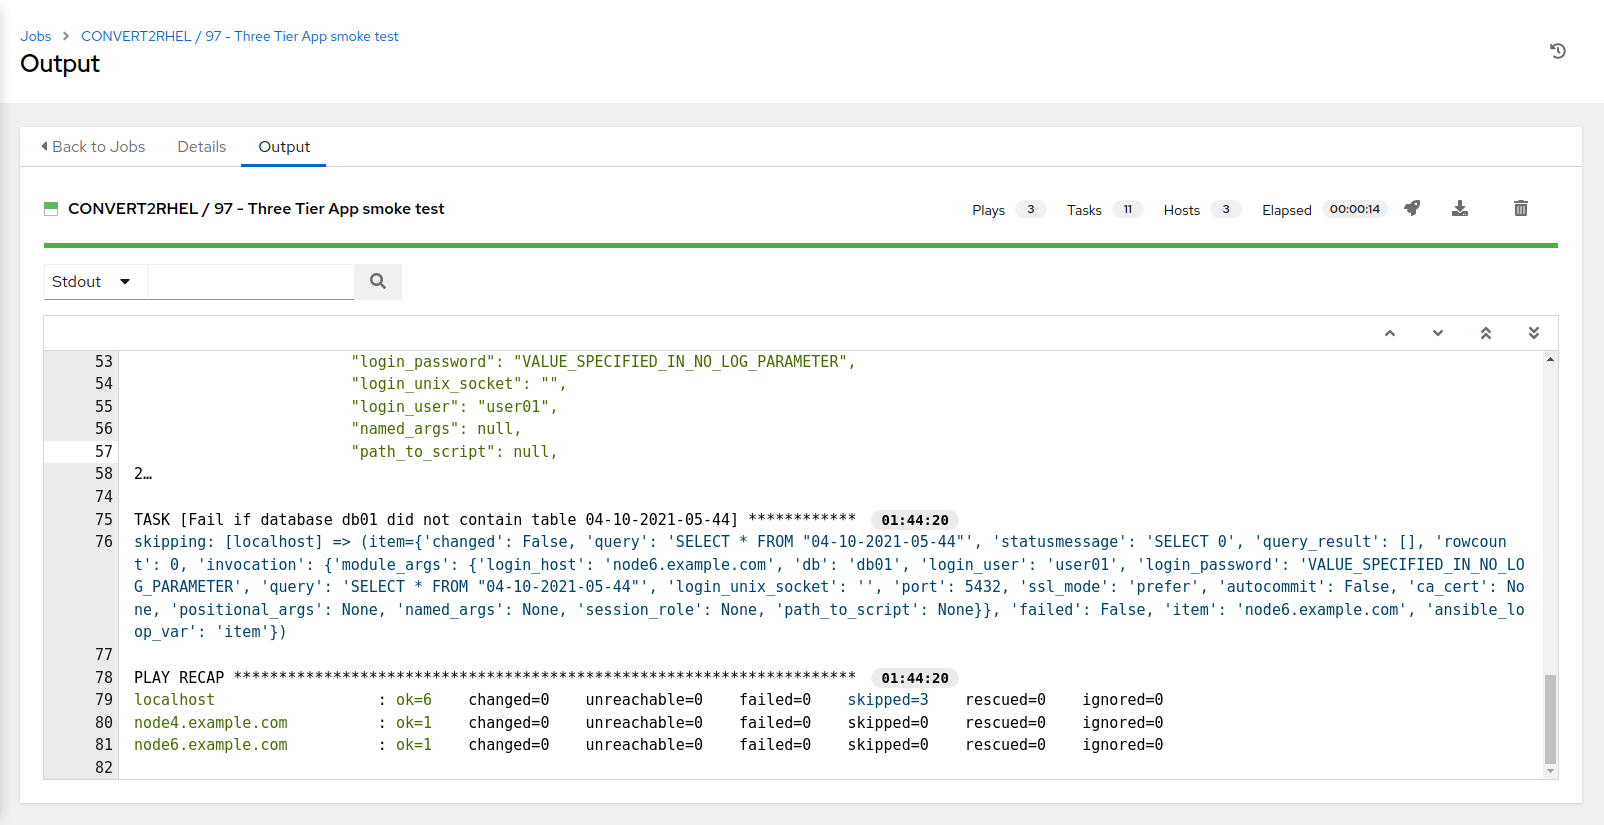 Jobs > CONVERT2RHEL / 97 - Three Tier App smoke test
Output
Back to Jobs Details Output
CONVERT2RHEL / 97 - Three Tier App smoke test Plays 3 Tasks 11 Hosts 3 Elapsed 00:00:14
Stdout
53 "login_password": "VALUE_SPECIFIED_IN_NO_LOG_PARAMETER",
54 "login_unix_socket": "",
55 "login_user": "user01",
56 "named_args": null,
57 "path_to_script": null,
58 2…
74
75 TASK [Fail if database db01 did not contain table 04-10-2021-05-44] ************ 01:44:20
76 skipping: [localhost] => (item={'changed': False, 'query': 'SELECT * FROM "04-10-2021-05-44"', 'statusmessage': 'SELECT 0', 'query_result': [], 'rowcoun
t': 0, 'invocation': {'module_args': {'login_host': 'node6.example.com', 'db': 'db01', 'login_user': 'user01', 'login_password': 'VALUE_SPECIFIED_IN_NO_LO
G_PARAMETER', 'query': 'SELECT * FROM "04-10-2021-05-44"', 'login_unix_socket': '', 'port': 5432, 'ssl_mode': 'prefer', 'autocommit': False, 'ca_cert': No
ne, 'positional_args': None, 'named_args': None, 'session_role': None, 'path_to_script': None}}, 'failed': False, 'item': 'node6.example.com', 'ansible_lo
op_var': 'item'})
77
78 PLAY RECAP ********************************************************************* 01:44:20
79 localhost : ok=6 changed=0 unreachable=0 failed=0 skipped=3 rescued=0 ignored=0
80 node4.example.com : ok=1 changed=0 unreachable=0 failed=0 skipped=0 rescued=0 ignored=0
81 node6.example.com : ok=1 changed=0 unreachable=0 failed=0 skipped=0 rescued=0 ignored=0
82